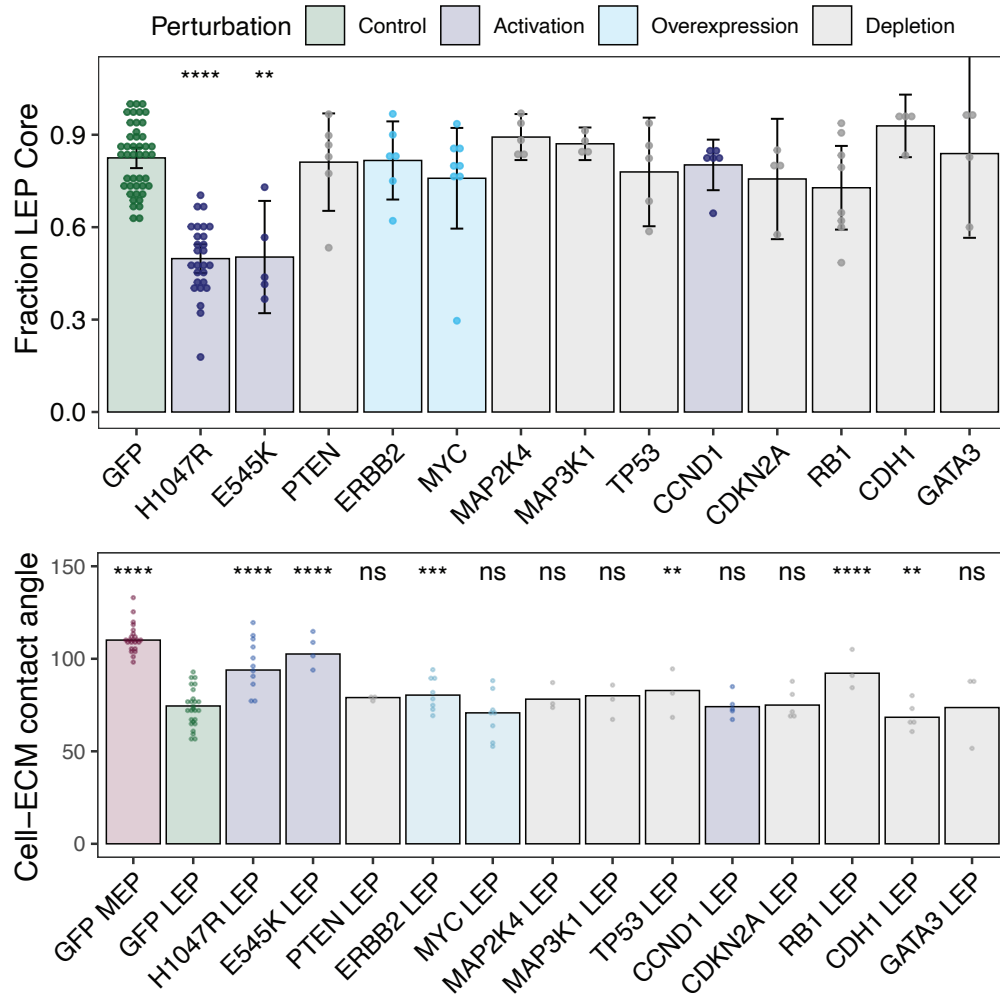 Perturbation Control Activation Overexpression Depletion
Fraction LEP Core
**** **
0.9
0.6
0.3
0.0
GFP H1047R E545K PTEN ERBB2 MYC MAP2K4 MAP3K1 TP53 CCND1 CDKN2A RB1 CDH1 GATA3
Cell−ECM contact angle
150
**** **** **** ns *** ns ns ns ** ns ns **** ** ns
100
50
0
GFP MEP GFP LEP H1047R LEP E545K LEP PTEN LEP ERBB2 LEP MYC LEP MAP2K4 LEP MAP3K1 LEP TP53 LEP CCND1 LEP CDKN2A LEP RB1 LEP CDH1 LEP GATA3 LEP